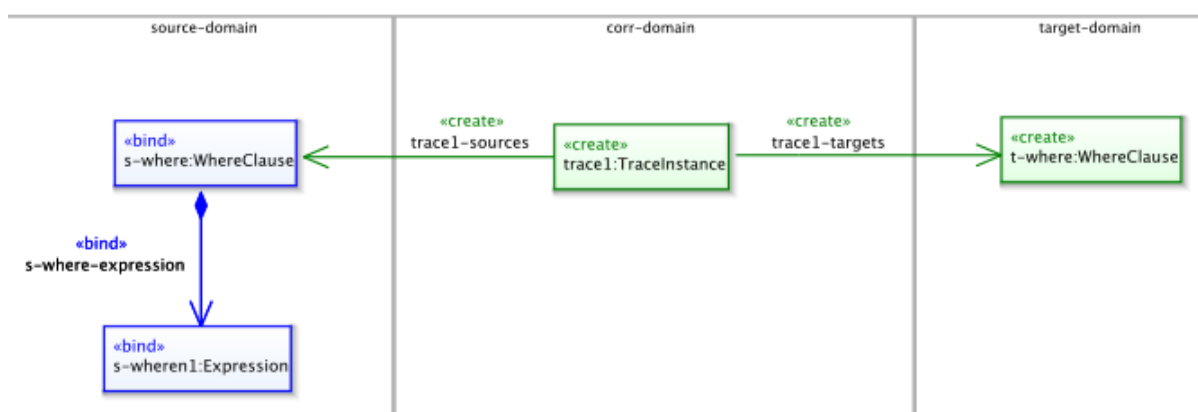 source-domain
corr-domain
target-domain
«create»
trace1-sources
«create»
trace1-targets
«bind»
s-where:WhereClause
«create»
trace1:TraceInstance
«create»
t-where:WhereClause
«bind»
s-where-expression
«bind»
s-wheren1:Expression